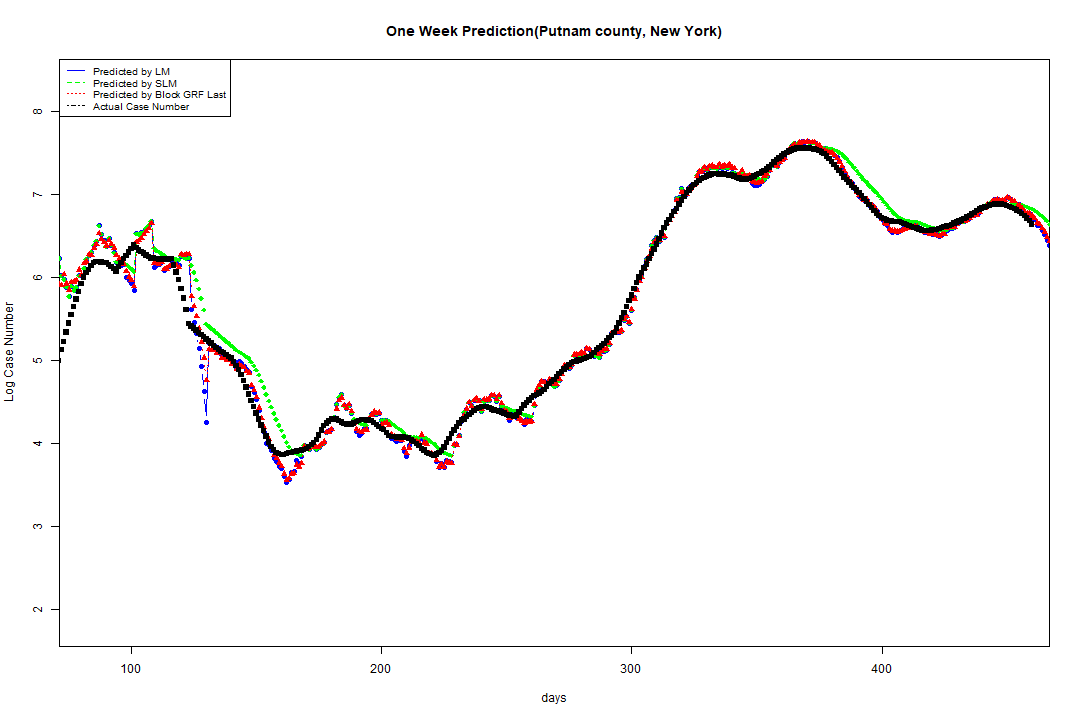 One Week Prediction(Putnam county, New York)
Predicted by LM
Predicted by SLM
Predicted by Block GRF Last
Actual Case Number
8
7
6
5
4
3
2
Log Case Number
100 200 300 400
days